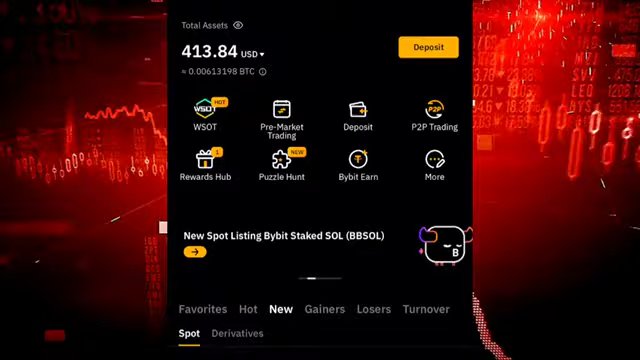 Total Assets
413.84 USD
≈ 0.00613198 BTC
Deposit
WSOT HOT
WSOT
Pre-Market
Trading
Deposit
P2P
P2P Trading
1
Rewards Hub
NEW
Puzzle Hunt
Bybit Earn
More
New Spot Listing Bybit Staked SOL (BBSOL)
B
Favorites Hot New Gainers Losers Turnover
Spot Derivatives